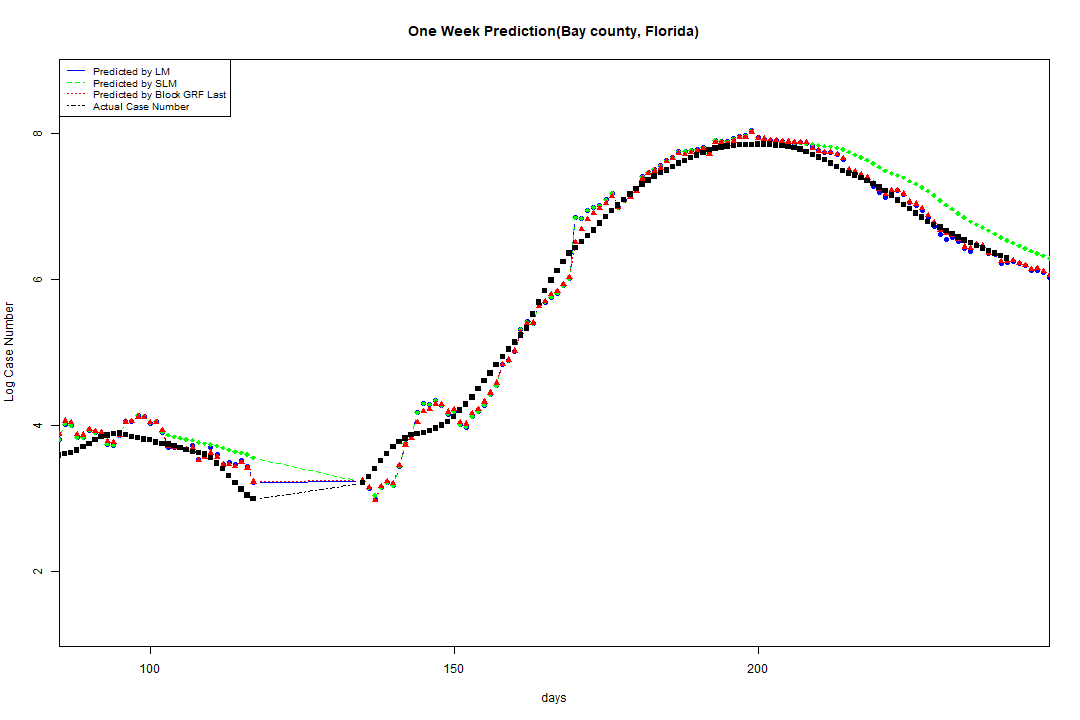 One Week Prediction(Bay county, Florida)
Predicted by LM
Predicted by SLM
Predicted by Block GRF Last
Actual Case Number
8
6
4
2
Log Case Number
100
150
200
days